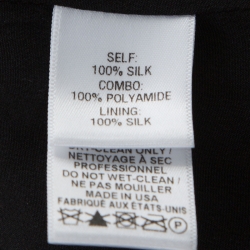 SELF:
100% SILK
COMBO:
100% POLYAMIDE
LINING:
100% SILK
DRY-CLEAN ONLY /
NETTOYAGE À SEC
PROFESSIONNEL
DO NOT WET-CLEAN /
NE PAS MOUILLER
MADE IN USA
FABRIQUÉ AUX ÉTATS-UNIS
P